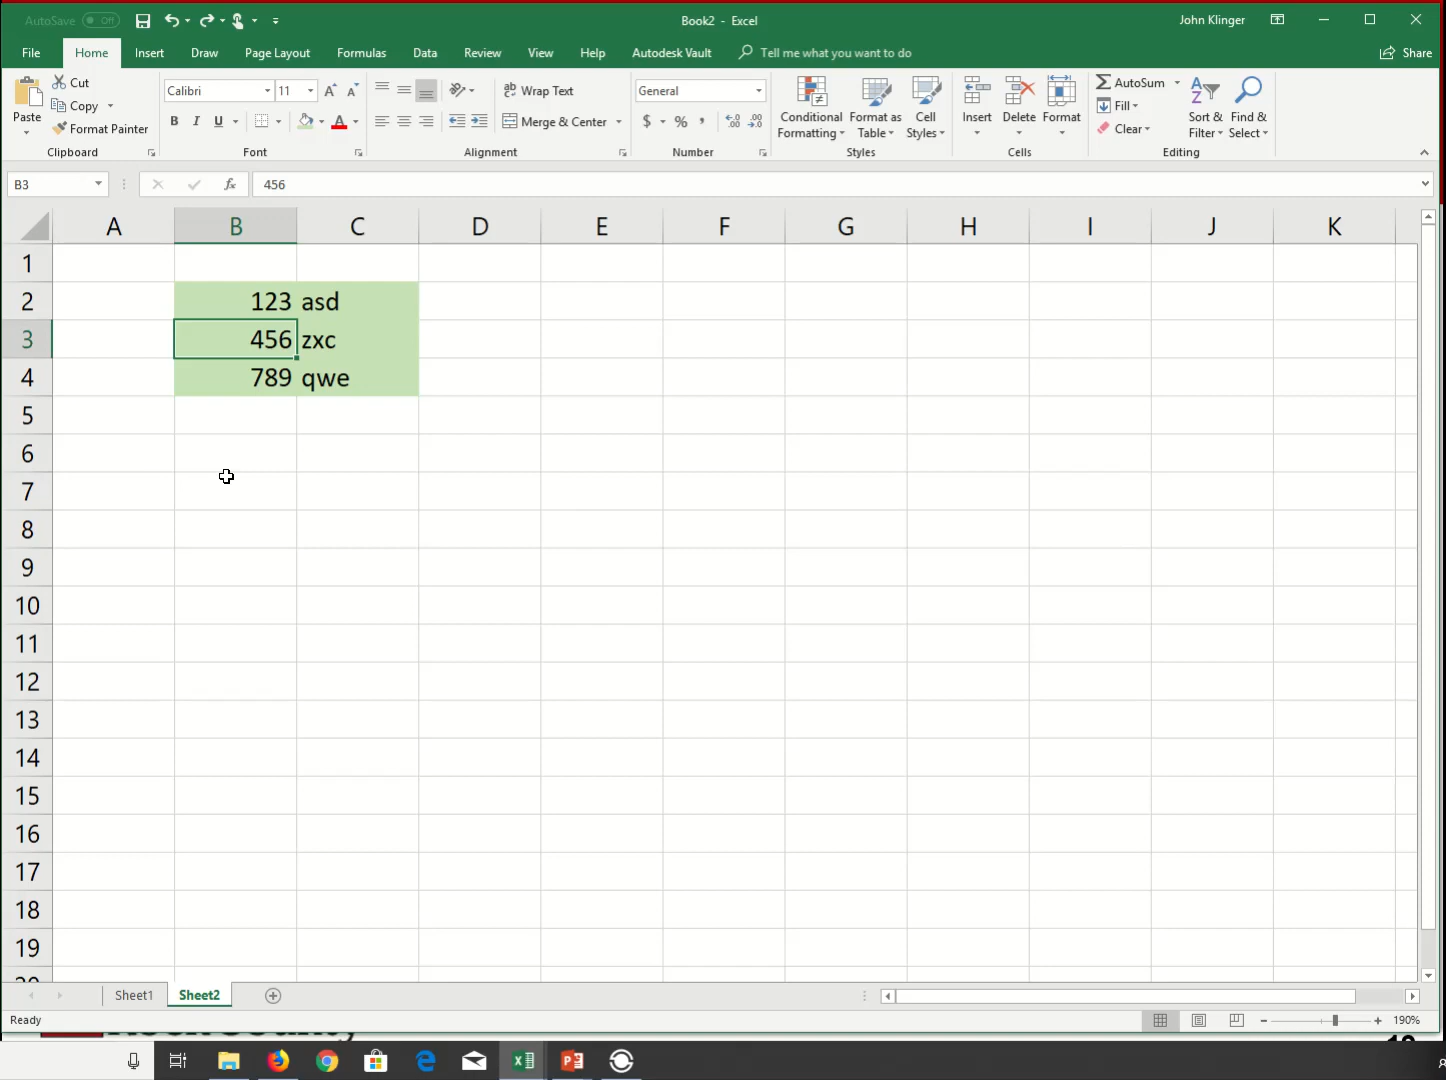 AutoSave Off
Book2 - Excel
John Klinger
File Home Insert Draw Page Layout Formulas Data Review View Help Autodesk Vault Tell me what you want to do Share
Paste
Cut
Copy
Format Painter
Clipboard
Calibri 11
B I U
Font
Wrap Text
Merge & Center
Alignment
General
$ % ,
Number
Conditional Formatting
Format as Table
Cell Styles
Styles
Insert Delete Format
Cells
AutoSum
Fill
Clear
Sort & Filter
Find & Select
Editing
B3 fx 456
A B C D E F G H I J K
1
2 123 asd
3 456 zxc
4 789 qwe
5
6
7
8
9
10
11
12
13
14
15
16
17
18
19
Sheet1 Sheet2
Ready 190%